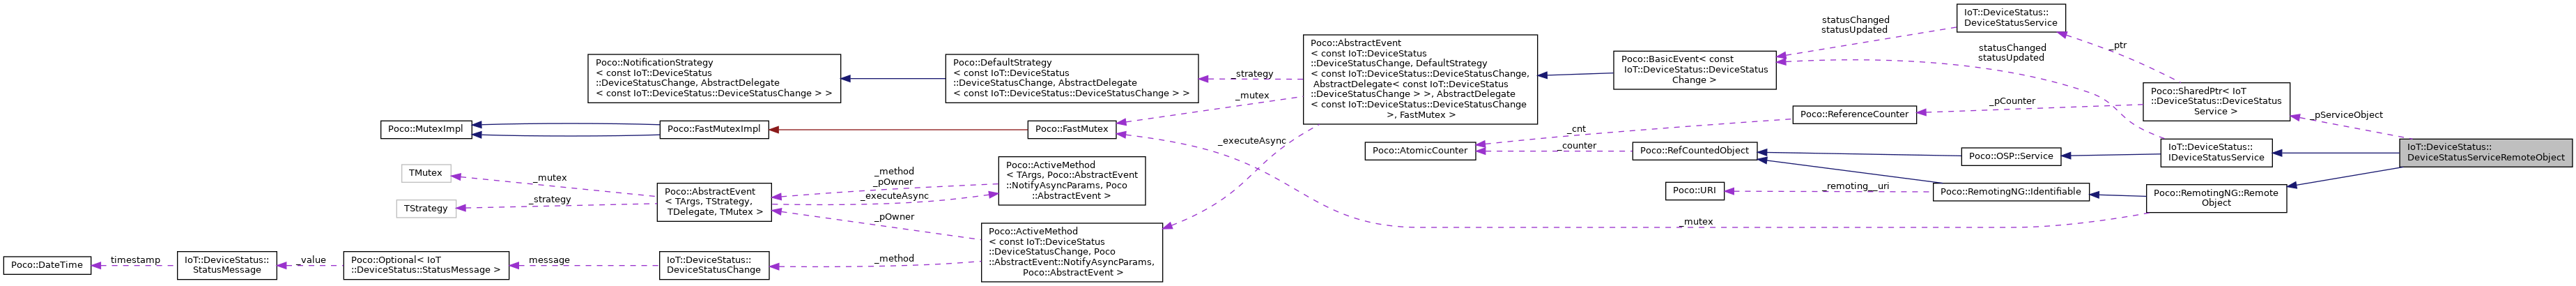 IoT::DeviceStatus::
DeviceStatusService
statusChanged
statusUpdated
_ptr
statusChanged
statusUpdated
Poco::AbstractEvent
< const IoT::DeviceStatus
::DeviceStatusChange, DefaultStrategy
< const IoT::DeviceStatus::DeviceStatusChange,
AbstractDelegate< const IoT::DeviceStatus
::DeviceStatusChange > >, AbstractDelegate
< const IoT::DeviceStatus::DeviceStatusChange
>, FastMutex >
Poco::BasicEvent< const
IoT::DeviceStatus::DeviceStatus
Change >
Poco::NotificationStrategy
< const IoT::DeviceStatus
::DeviceStatusChange, AbstractDelegate
< const IoT::DeviceStatus::DeviceStatusChange > >
Poco::DefaultStrategy
< const IoT::DeviceStatus
::DeviceStatusChange, AbstractDelegate
< const IoT::DeviceStatus::DeviceStatusChange > >
_strategy
_mutex
Poco::SharedPtr< IoT
::DeviceStatus::DeviceStatus
Service >
_pCounter
_pServiceObject
Poco::ReferenceCounter
Poco::MutexImpl
Poco::FastMutexImpl
Poco::FastMutex
_cnt
_executeAsync
_counter
Poco::AtomicCounter
Poco::RefCountedObject
Poco::OSP::Service
IoT::DeviceStatus::
IDeviceStatusService
IoT::DeviceStatus::
DeviceStatusServiceRemoteObject
TMutex
_mutex
_method
_pOwner
_executeAsync
Poco::ActiveMethod
< TArgs, Poco::AbstractEvent
::NotifyAsyncParams, Poco
::AbstractEvent >
Poco::AbstractEvent
< TArgs, TStrategy,
TDelegate, TMutex >
TStrategy
_strategy
_pOwner
Poco::URI
_remoting__uri
Poco::RemotingNG::Identifiable
Poco::RemotingNG::Remote
Object
_mutex
Poco::ActiveMethod
< const IoT::DeviceStatus
::DeviceStatusChange, Poco
::AbstractEvent::NotifyAsyncParams,
Poco::AbstractEvent >
Poco::DateTime
timestamp
IoT::DeviceStatus::
StatusMessage
_value
Poco::Optional< IoT
::DeviceStatus::StatusMessage >
message
IoT::DeviceStatus::
DeviceStatusChange
_method